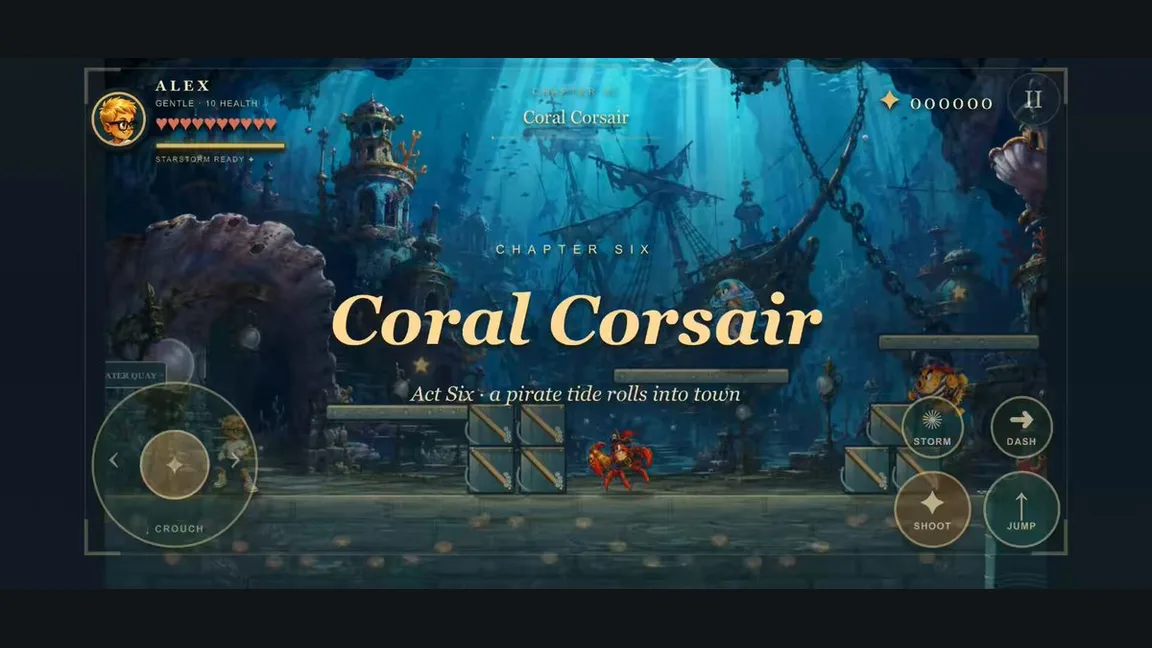 ALEX
GENTLE · 10 HEALTH
STARSTORM READY ✦
Coral Corsair
000000
CHAPTER SIX
Coral Corsair
Act Six · a pirate tide rolls into town
QUAY
STORM
DASH
SHOOT
JUMP
↓ CROUCH